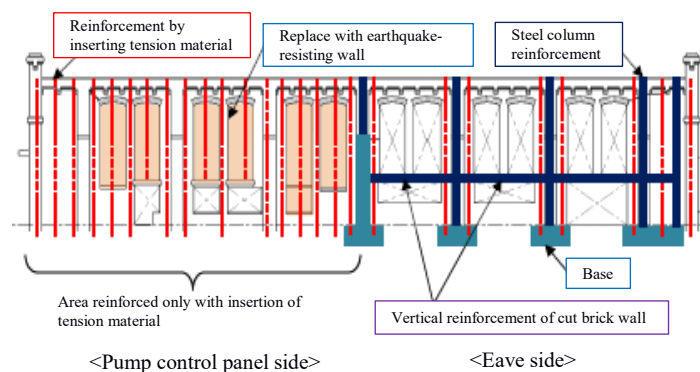 Reinforcement by
inserting tension material
Replace with earthquake-
resisting wall
Steel column
reinforcement
Area reinforced only with insertion of
tension material
Base
Vertical reinforcement of cut brick wall
<Pump control panel side>
<Eave side>